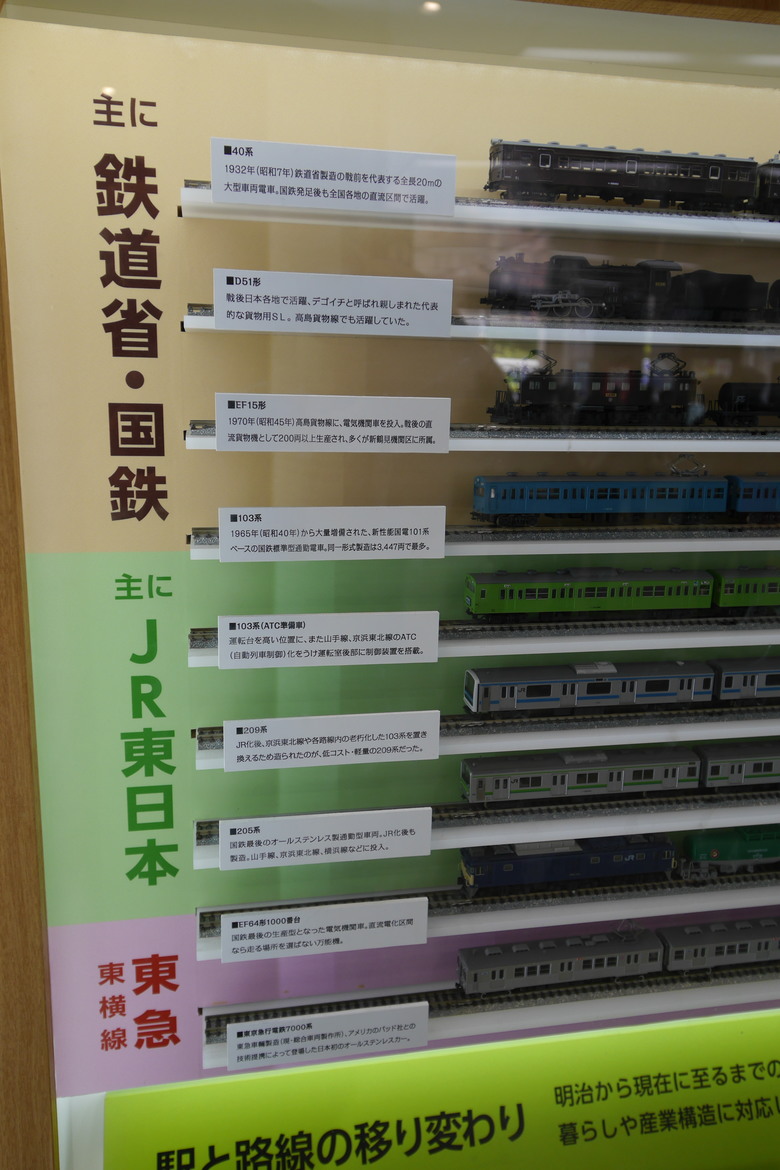 主に
鉄道省・国鉄
■40系
1932年(昭和7年)鉄道省製造の戦前を代表する全長20mの
大型車両電車。国鉄発足後も全国各地の直流区間で活躍。
■D51形
戦後日本各地で活躍、デゴイチと呼ばれ親しまれた代表
的な貨物用SL。高島貨物線でも活躍していた。
■EF15形
1970年(昭和45年)高島貨物線に、電気機関車を投入。戦後の直
流貨物機として200両以上生産され、多くが新鶴見機関区に所属。
■103系
1965年(昭和40年)から大量増備された、新性能国電101系
ベースの国鉄標準型通勤電車。同一形式製造は3,447両で最多。
主に
JR東日本
■103系(ATC準備車)
運転台を高い位置に、また山手線、京浜東北線のATC
(自動列車制御)化をうけ運転室後部に制御装置を搭載。
■209系
JR化後、京浜東北線や各路線内の老朽化した103系を置き
換えるため造られたのが、低コスト・軽量の209系だった。
■205系
国鉄最後のオールステンレス製通勤型車両。JR化後も
製造。山手線、京浜東北線、横浜線などに投入。
■EF64形1000番台
国鉄最後の生産型となった電気機関車。直流電化区間
なら走る場所を選ばない万能機。
東急
東横線
■東京急行電鉄7000系
東急車輛製造(現・総合車両製作所)、アメリカのバッド社との
技術提携によって登場した日本初のオールステンレスカー。
駅と路線の移り変わり
明治から現在に至るまでの
暮らしや産業構造に対応し